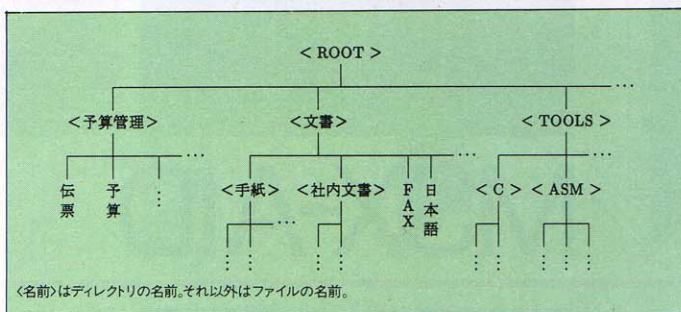 <ROOT>
…
<予算管理>
<文書>
<TOOLS>
…
…
…
伝票
予算
⋮
<手紙>
…
<社内文書>
FAX
日本語
<C>
<ASM>
⋮ ⋮ ⋮ ⋮ ⋮ ⋮ ⋮ ⋮ ⋮
〈名前〉はディレクトリの名前。それ以外はファイルの名前。